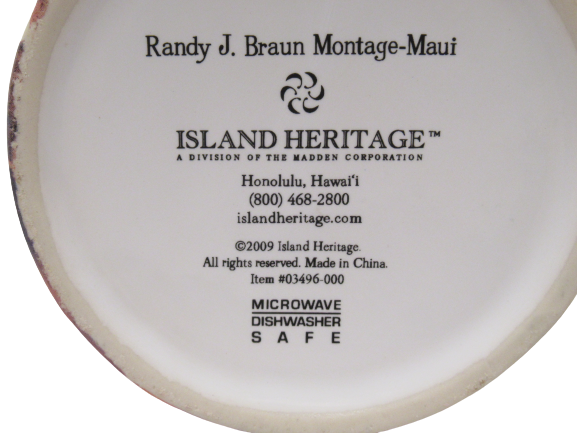 Randy J. Braun Montage-Maui
ISLAND HERITAGE™
A DIVISION OF THE MADDEN CORPORATION
Honolulu, Hawai‘i
(800) 468-2800
islandheritage.com
©2009 Island Heritage.
All rights reserved. Made in China.
Item #03496-000
MICROWAVE
DISHWASHER
SAFE